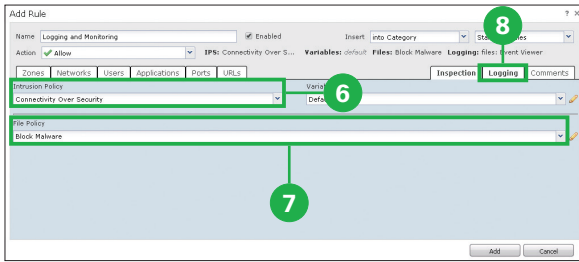 Add Rule ? ×
Name Logging and Monitoring Enabled Insert into Category
Action Allow IPS: Connectivity Over S... Variables: default Files: Block Malware Logging: files: Event Viewer
Zones Networks Users Applications Ports URLs Inspection Logging Comments
Intrusion Policy
Connectivity Over Security
File Policy
Block Malware
6
7
8
Add Cancel